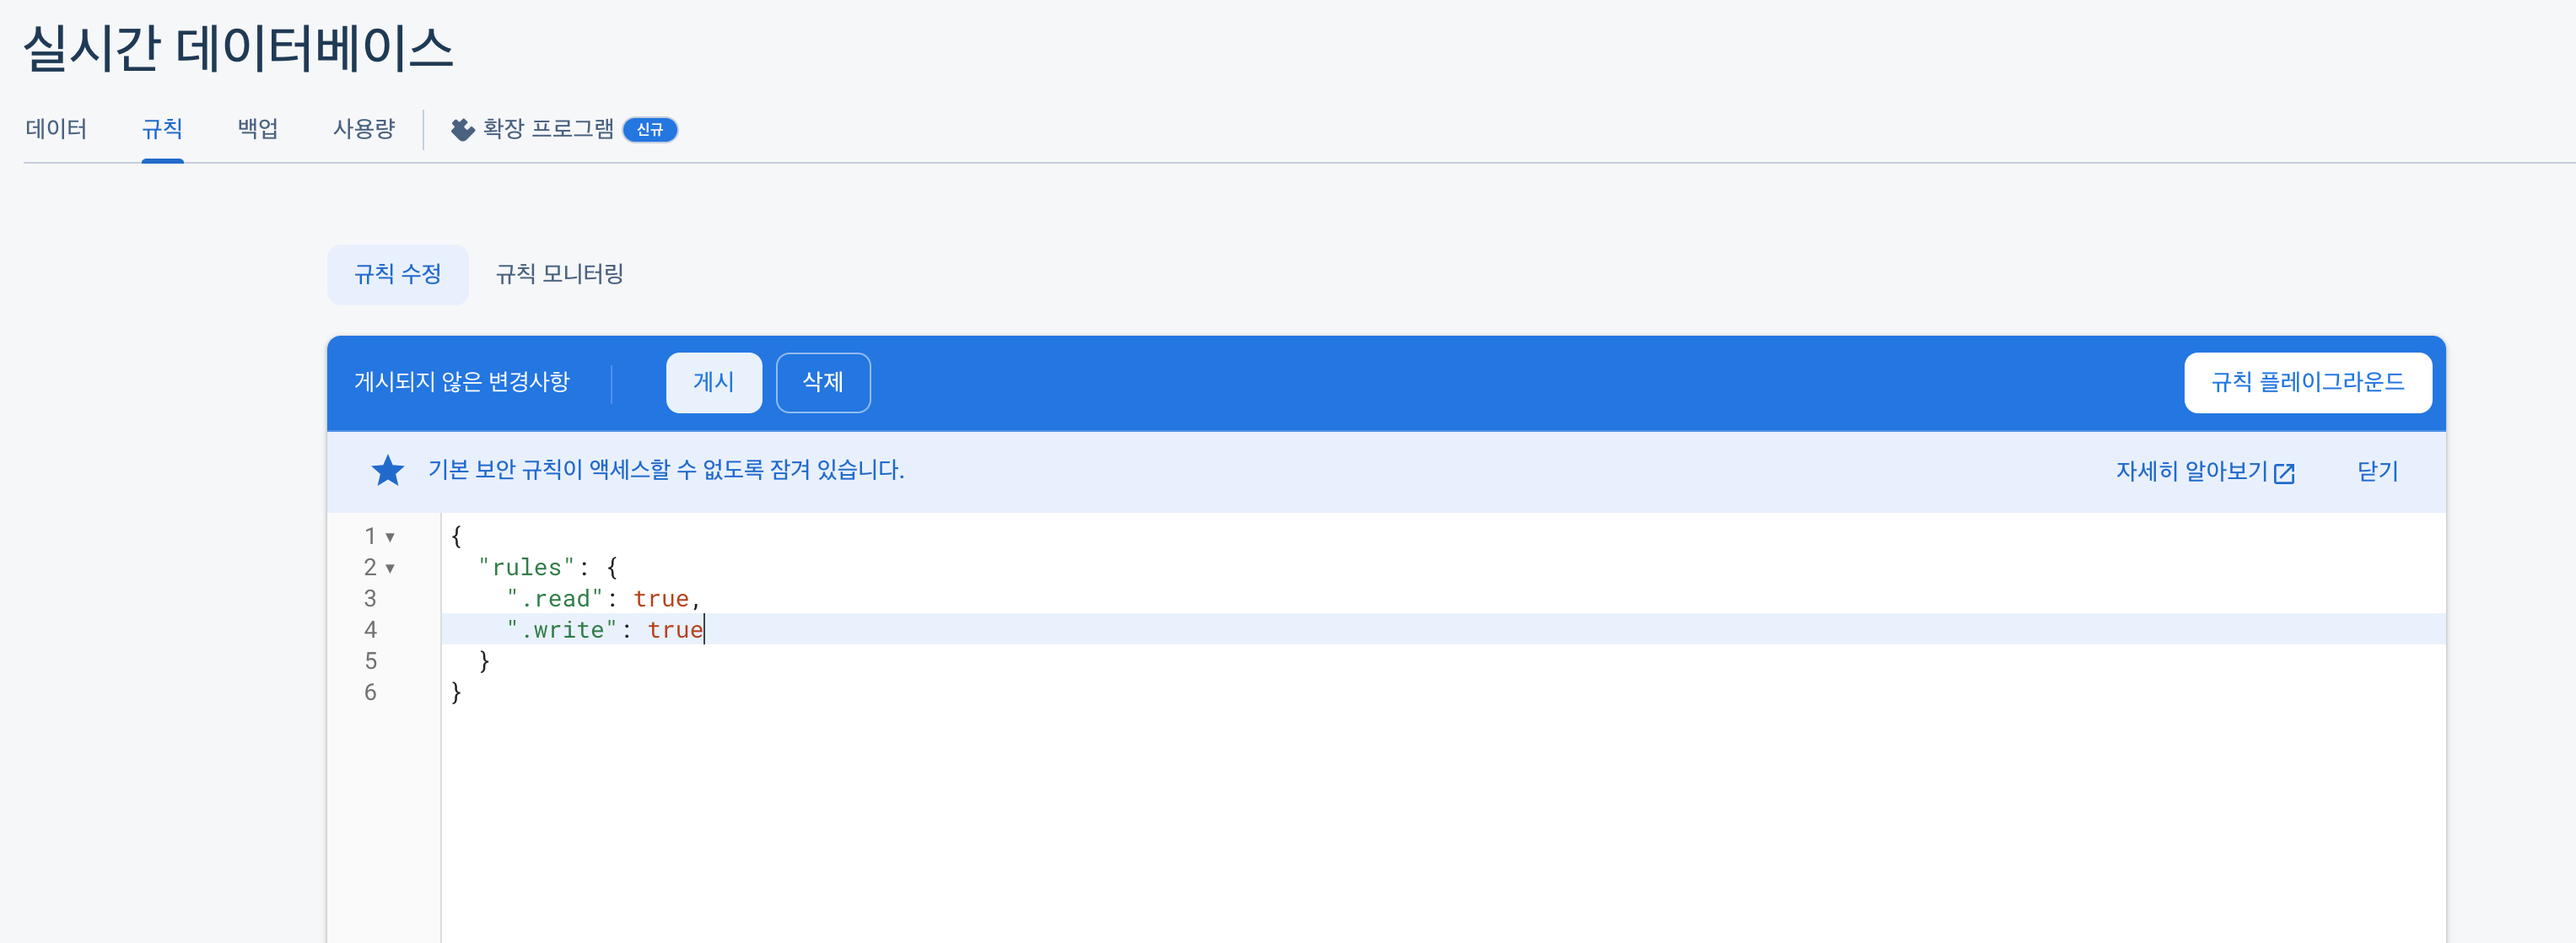 실시간 데이터베이스
데이터 규칙 백업 사용량 확장 프로그램 신규
규칙 수정 규칙 모니터링
게시되지 않은 변경사항 게시 삭제 규칙 플레이그라운드
기본 보안 규칙이 액세스할 수 없도록 잠겨 있습니다. 자세히 알아보기 닫기
1 {
2 "rules": {
3 ".read": true,
4 ".write": true
5 }
6 }